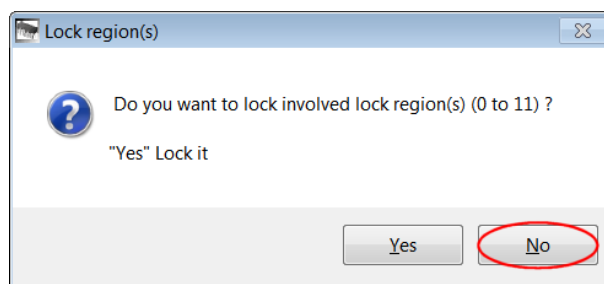 Lock region(s)
Do you want to lock involved lock region(s) (0 to 11) ?
"Yes" Lock it
Yes
No